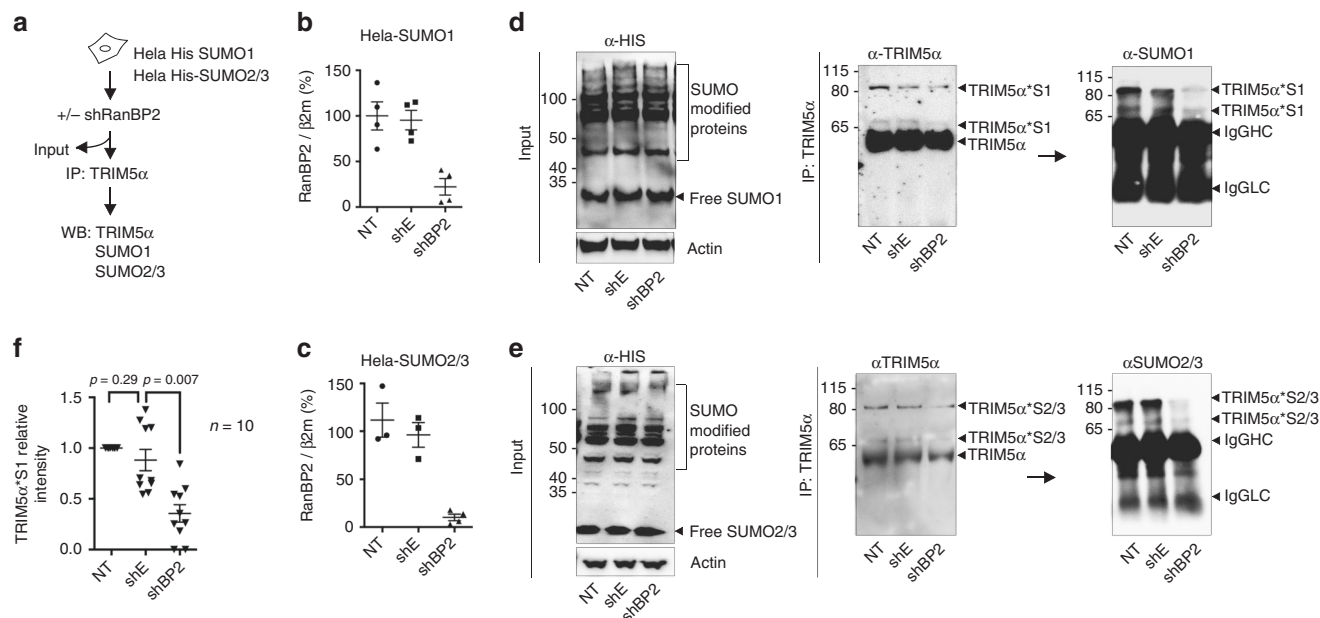 a
Hela His SUMO1
Hela His-SUMO2/3
+/– shRanBP2
Input
IP: TRIM5α
WB: TRIM5α
SUMO1
SUMO2/3
b
Hela-SUMO1
RanBP2 / β2m (%)
150
100
50
0
NT
shE
shBP2
d
α-HIS
Input
100
50
40
35
SUMO
modified
proteins
Free SUMO1
Actin
NT
shE
shBP2
α-TRIM5α
IP: TRIM5α
115
80
65
TRIM5α*S1
TRIM5α*S1
TRIM5α
NT
shE
shBP2
α-SUMO1
115
80
65
TRIM5α*S1
TRIM5α*S1
IgGHC
IgGLC
NT
shE
shBP2
f
p = 0.29
p = 0.007
n = 10
TRIM5α*S1 relative
intensity
1.5
1.0
0.5
0.0
NT
shE
shBP2
c
Hela-SUMO2/3
RanBP2 / β2m (%)
150
100
50
0
NT
shE
shBP2
e
α-HIS
Input
100
50
40
35
SUMO
modified
proteins
Free SUMO2/3
Actin
NT
shE
shBP2
αTRIM5α
IP: TRIM5α
115
80
65
TRIM5α*S2/3
TRIM5α*S2/3
TRIM5α
NT
shE
shBP2
αSUMO2/3
115
80
65
TRIM5α*S2/3
TRIM5α*S2/3
IgGHC
IgGLC
NT
shE
shBP2